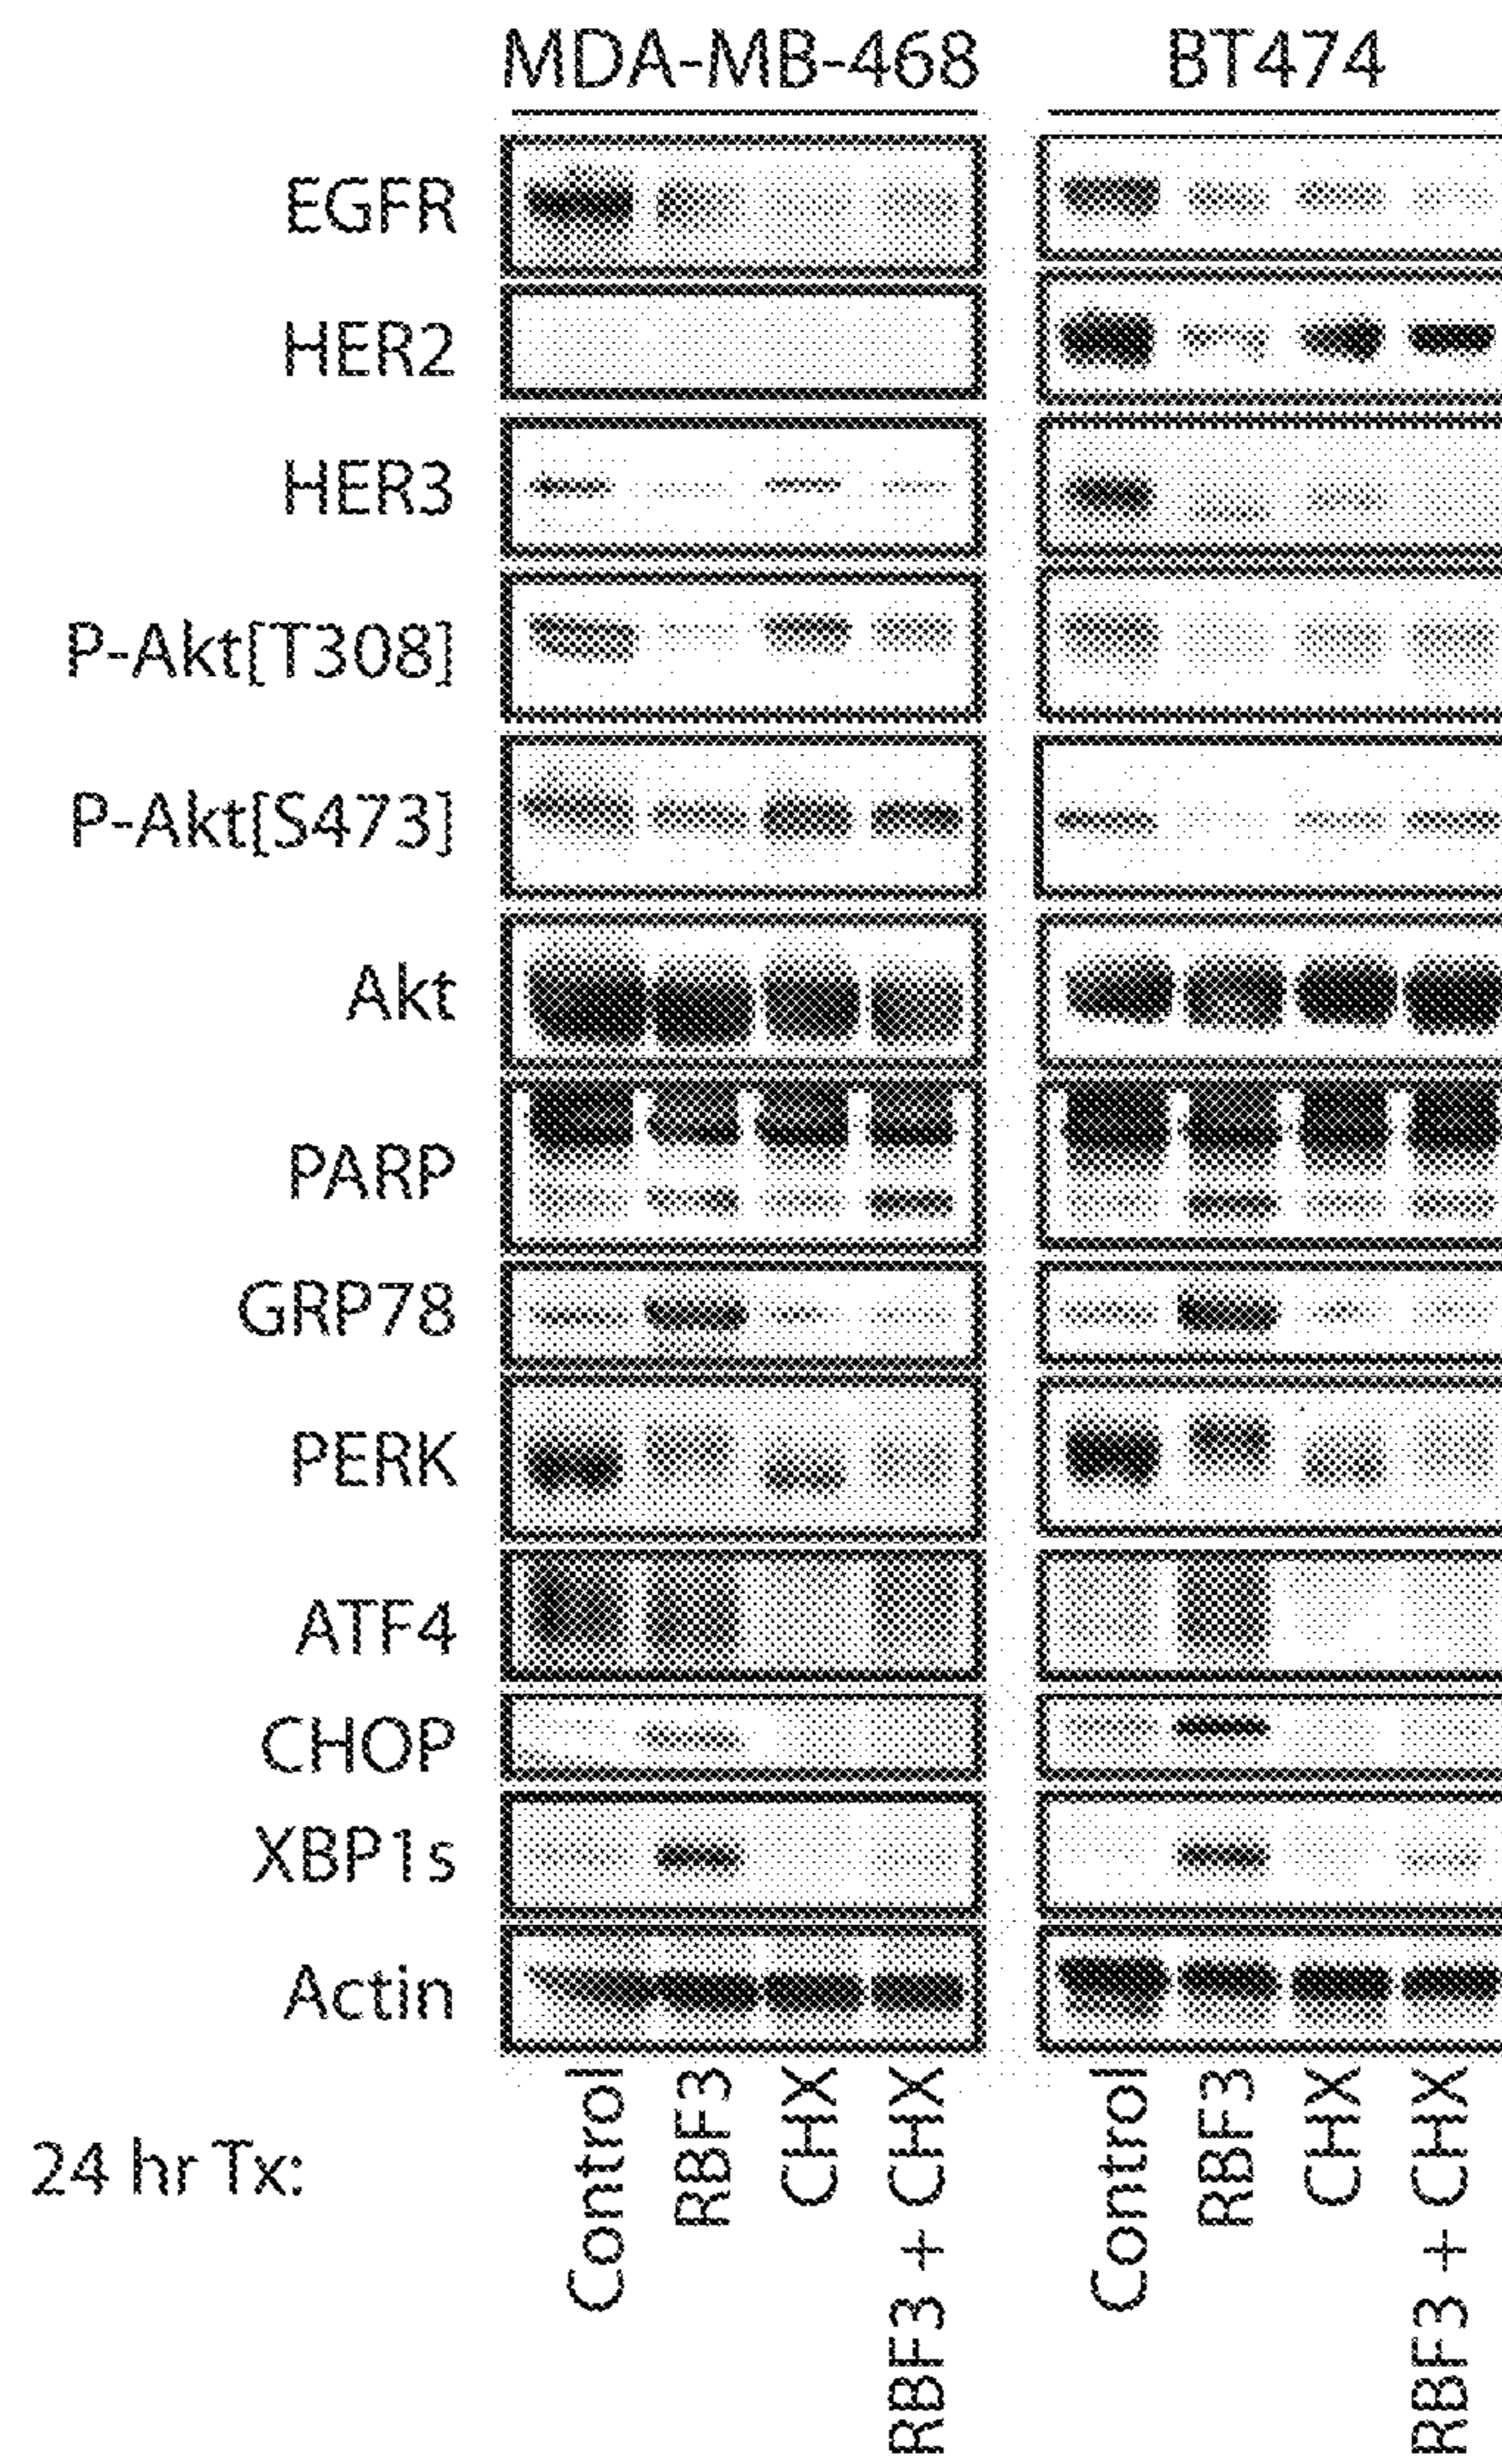 MDA-MB-468 BT474
EGFR
HER2
HER3
P-Akt[T308]
P-Akt[S473]
Akt
PARP
GRP78
PERK
ATF4
CHOP
XBP1s
Actin
24 hr Tx: Control RBF3 CHX RBF3 + CHX Control RBF3 CHX RBF3 + CHX